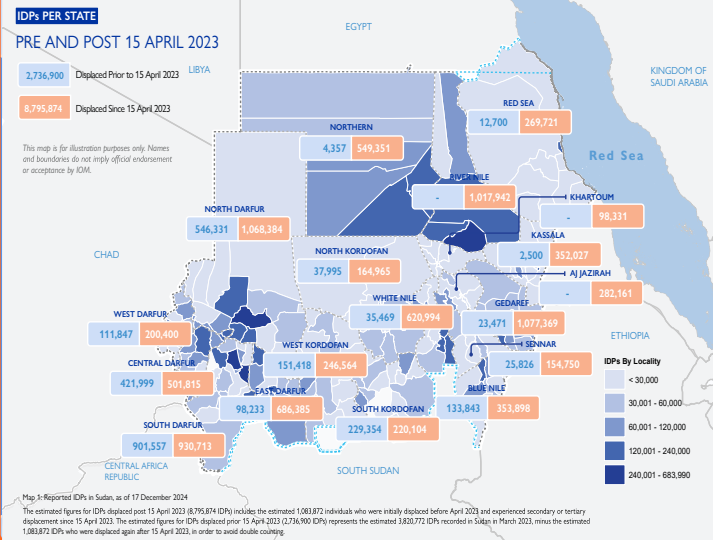 IDPs PER STATE
PRE AND POST 15 APRIL 2023
2,736,900 Displaced Prior to 15 April 2023
8,795,874 Displaced Since 15 April 2023
This map is for illustration purposes only. Names
and boundaries do not imply official endorsement
or acceptance by IOM.
EGYPT
LIBYA
KINGDOM OF
SAUDI ARABIA
Red Sea
RED SEA
12,700 269,721
NORTHERN
4,357 549,351
RIVER NILE
- 1,017,942
KHARTOUM
- 98,331
NORTH DARFUR
546,331 1,068,384
KASSALA
2,500 352,027
CHAD
NORTH KORDOFAN
37,995 164,965
AJ JAZIRAH
- 282,161
WHITE NILE
35,469 620,994
GEDAREF
23,471 1,077,369
WEST DARFUR
111,847 200,400
ETHIOPIA
WEST KORDOFAN
151,418 246,564
SENNAR
25,826 154,750
CENTRAL DARFUR
421,999 501,815
EAST DARFUR
98,233 686,385
BLUE NILE
133,843 353,898
SOUTH KORDOFAN
229,354 220,104
SOUTH DARFUR
901,557 930,713
CENTRAL AFRICA
REPUBLIC
SOUTH SUDAN
IDPs By Locality
< 30,000
30,001 - 60,000
60,001 - 120,000
120,001 - 240,000
240,001 - 683,990
Map 1: Reported IDPs in Sudan, as of 17 December 2024
The estimated figures for IDPs displaced post 15 April 2023 (8,795,874 IDPs) includes the estimated 1,083,872 individuals who were initially displaced before April 2023 and experienced secondary or tertiary
displacement since 15 April 2023. The estimated figures for IDPs displaced prior 15 April 2023 (2,736,900 IDPs) represents the estimated 3,820,772 IDPs recorded in Sudan in March 2023, minus the estimated
1,083,872 IDPs who were displaced again after 15 April 2023, in order to avoid double counting.